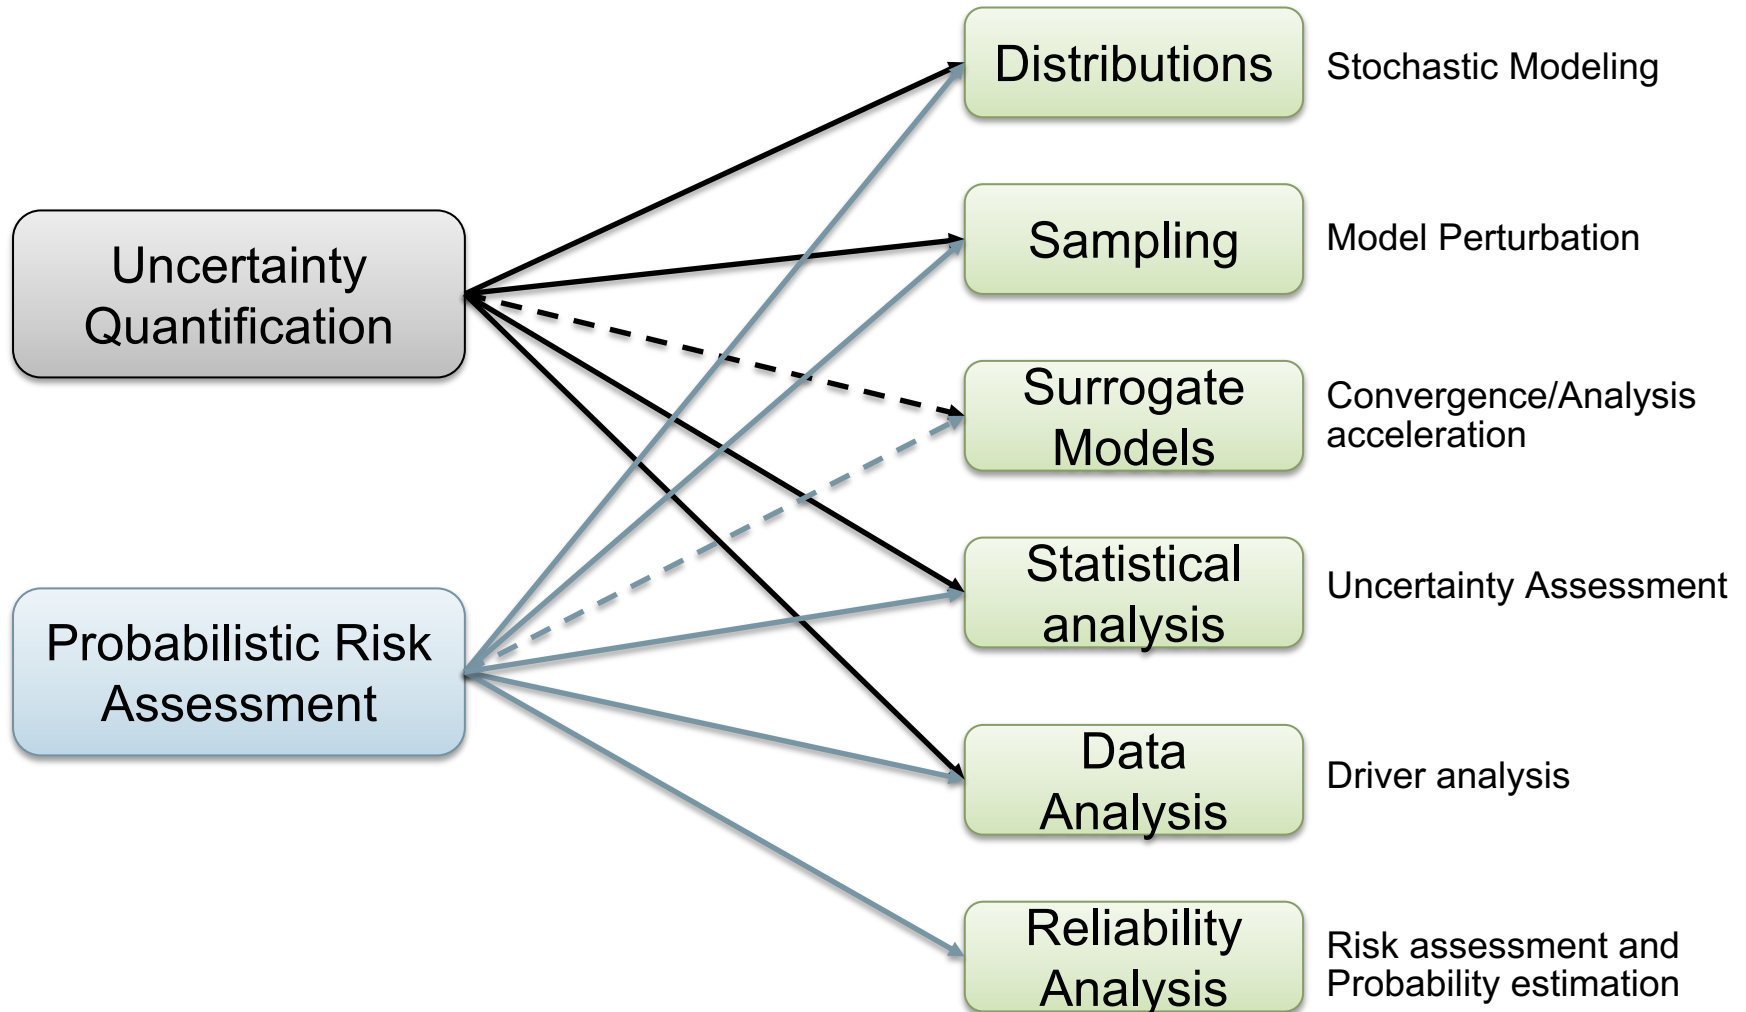 Uncertainty
Quantification
Probabilistic Risk
Assessment
Distributions
Stochastic Modeling
Sampling
Model Perturbation
Surrogate
Models
Convergence/Analysis
acceleration
Statistical
analysis
Uncertainty Assessment
Data
Analysis
Driver analysis
Reliability
Analysis
Risk assessment and
Probability estimation